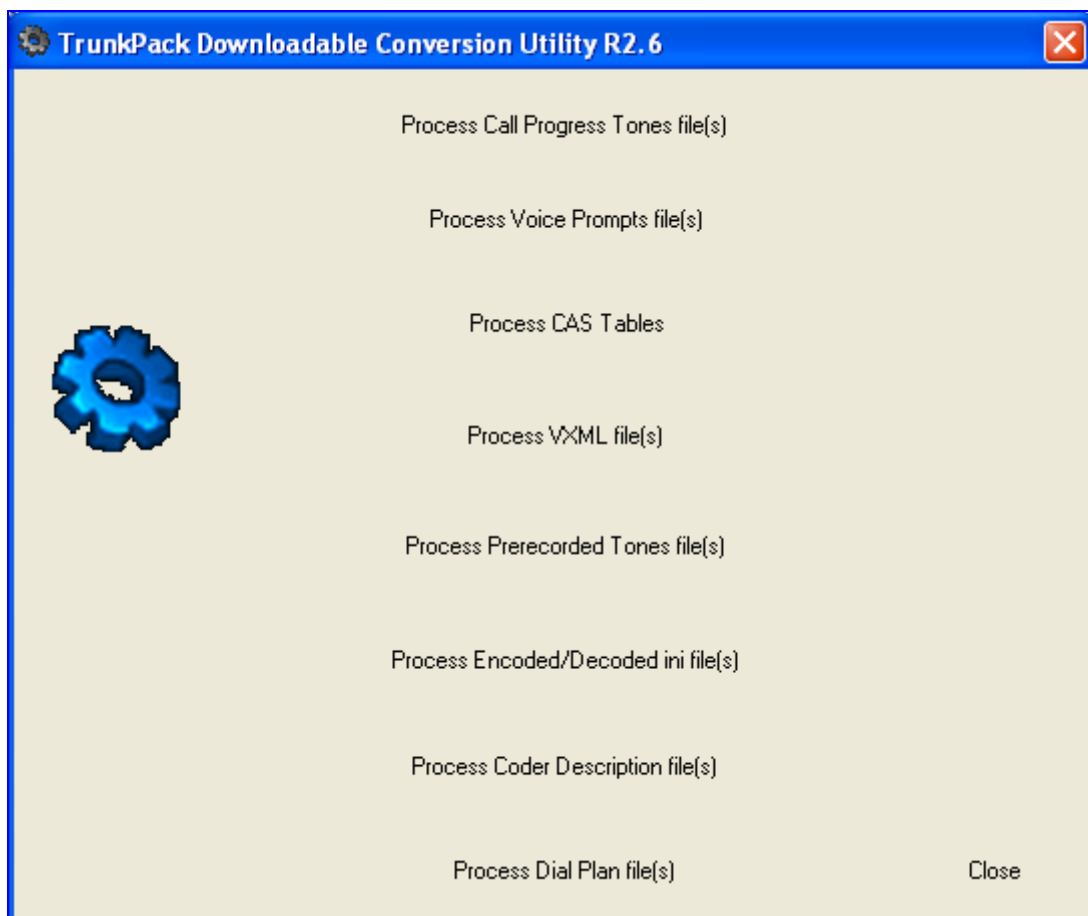 TrunkPack Downloadable Conversion Utility R2.6
Process Call Progress Tones file(s)
Process Voice Prompts file(s)
Process CAS Tables
Process VXML file(s)
Process Prerecorded Tones file(s)
Process Encoded/Decoded ini file(s)
Process Coder Description file(s)
Process Dial Plan file(s)
Close